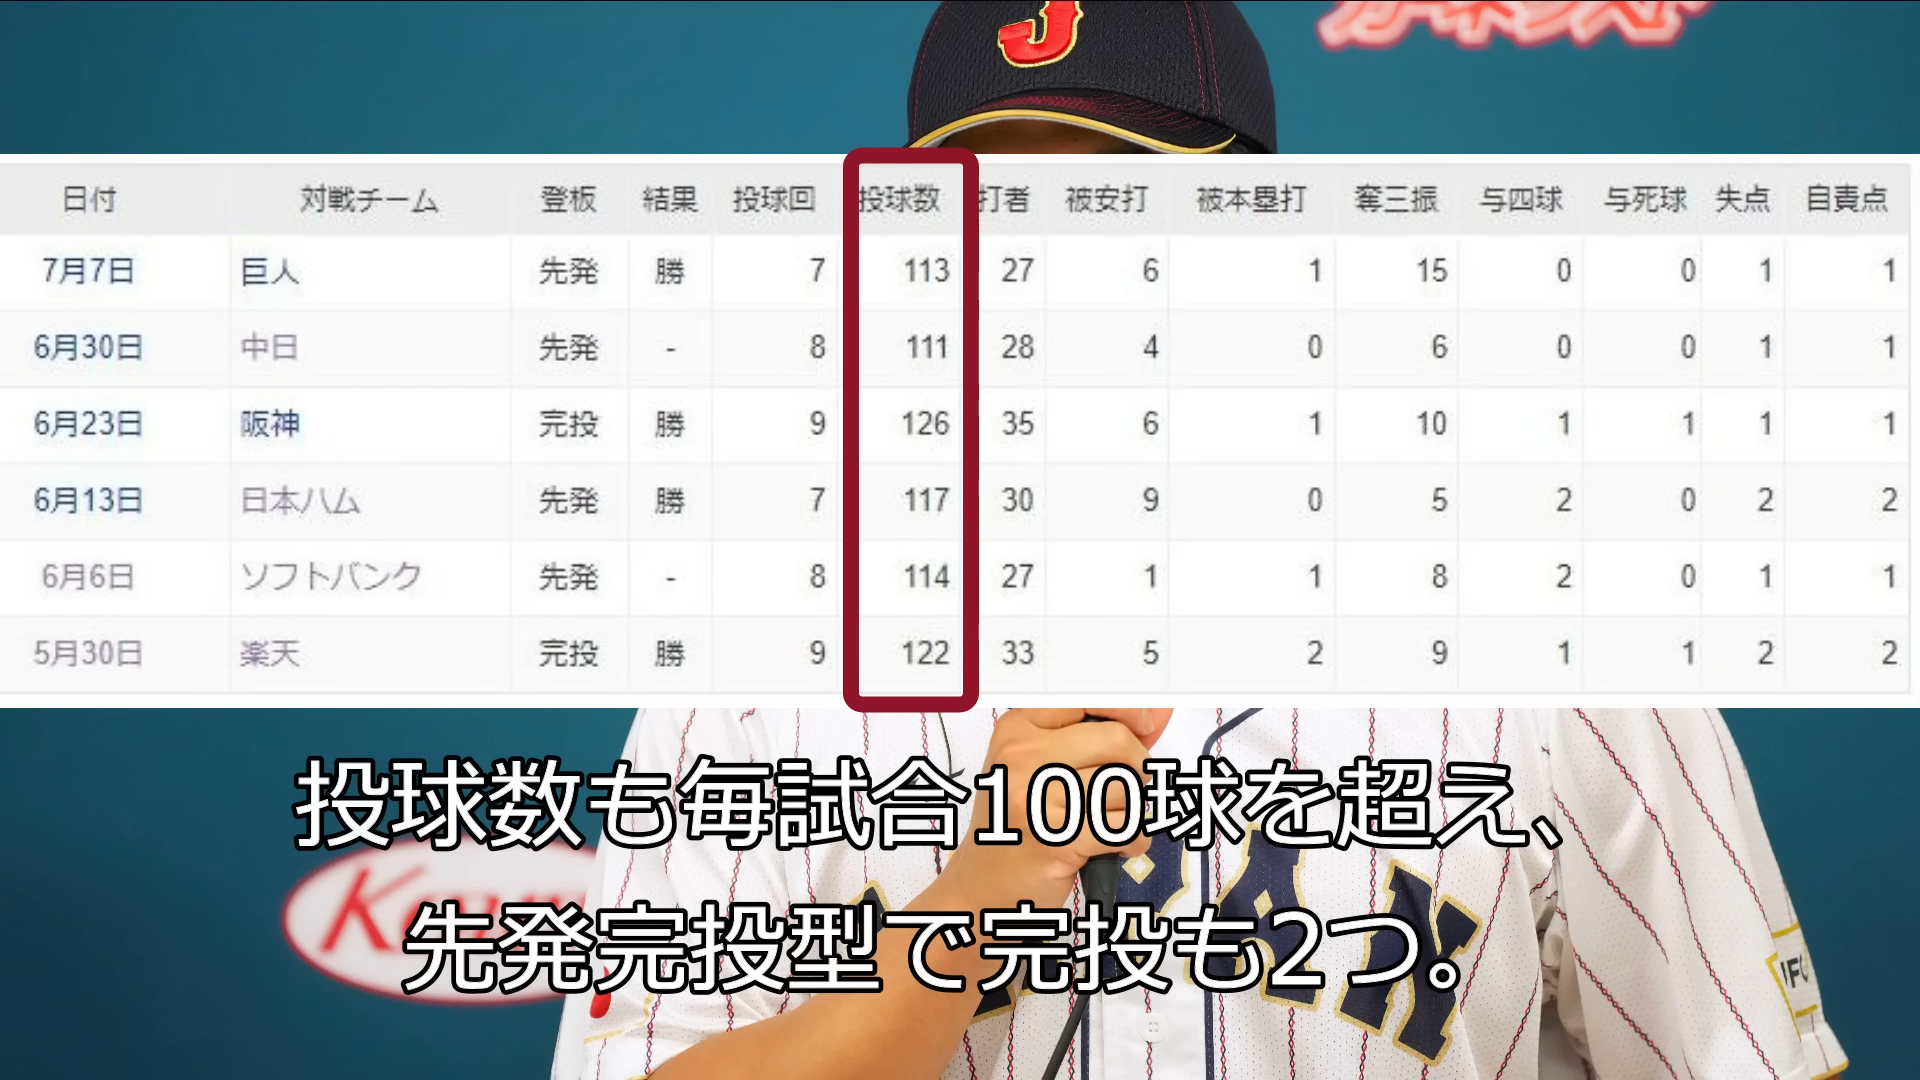 J
日付 対戦チーム 登板 結果 投球回 投球数 打者 被安打 被本塁打 奪三振 与四球 与死球 失点 自責点
7月7日 巨人 先発 勝 7 113 27 6 1 15 0 0 1 1
6月30日 中日 先発 - 8 111 28 4 0 6 0 0 1 1
6月23日 阪神 完投 勝 9 126 35 6 1 10 1 1 1 1
6月13日 日本ハム 先発 勝 7 117 30 9 0 5 2 0 2 2
6月6日 ソフトバンク 先発 - 8 114 27 1 1 8 2 0 1 1
5月30日 楽天 完投 勝 9 122 33 5 2 9 1 1 2 2
投球数も毎試合100球を超え、
先発完投型で完投も2つ。